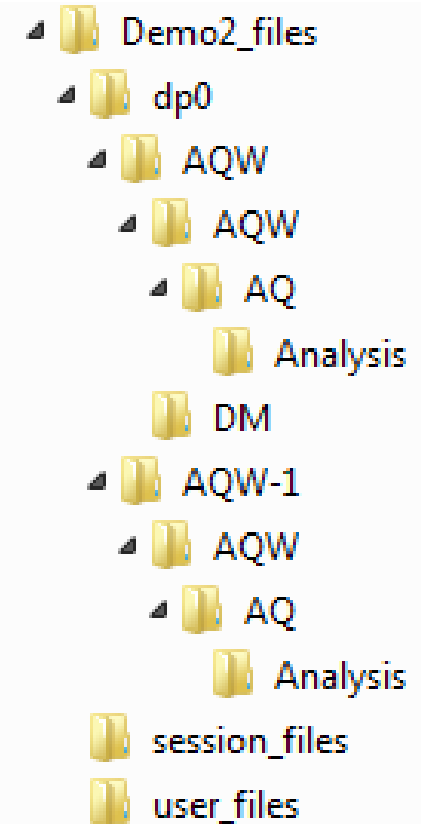 Demo2_files
dp0
AQW
AQW
AQ
Analysis
DM
AQW-1
AQW
AQ
Analysis
session_files
user_files